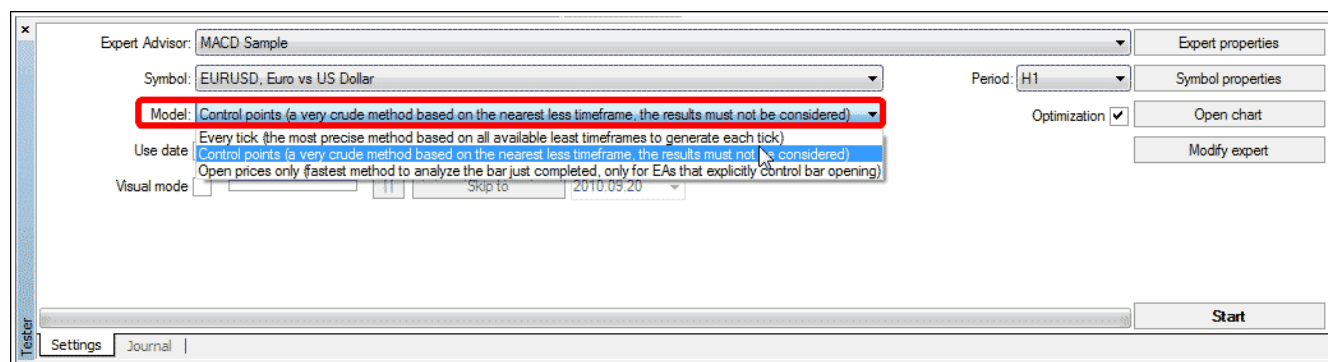 Expert Advisor: MACD Sample Expert properties
Symbol: EURUSD, Euro vs US Dollar Period: H1 Symbol properties
Model: Control points (a very crude method based on the nearest less timeframe, the results must not be considered) Optimization Open chart
Every tick (the most precise method based on all available least timeframes to generate each tick)
Use date Control points (a very crude method based on the nearest less timeframe, the results must not be considered) Modify expert
Open prices only (fastest method to analyze the bar just completed, only for EAs that explicitly control bar opening)
Visual mode Skip to 2010.09.20
Start
Tester
Settings Journal